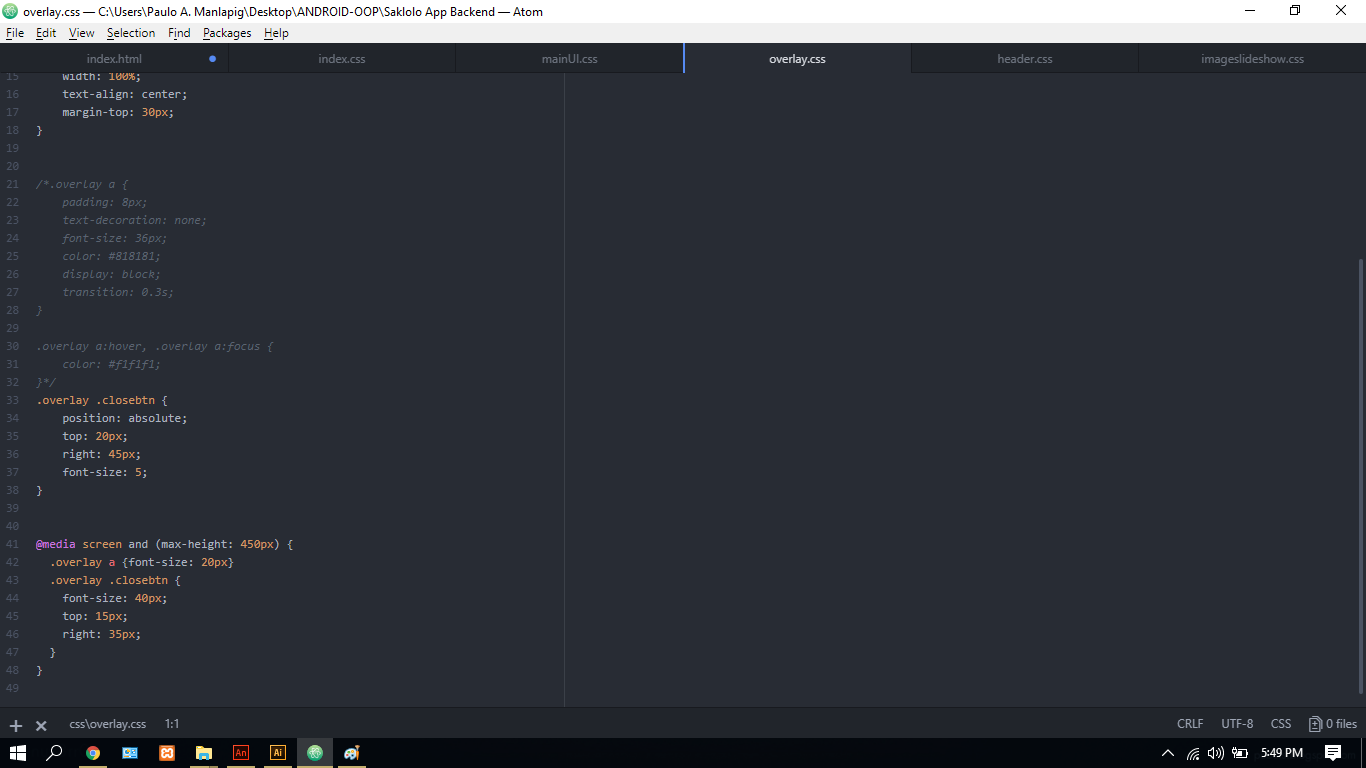 overlay.css — C:\Users\Paulo A. Manlapig\Desktop\ANDROID-OOP\Saklolo App Backend — Atom
File Edit View Selection Find Packages Help
index.html index.css mainUI.css overlay.css header.css imageslideshow.css
15 width: 100%;
16 text-align: center;
17 margin-top: 30px;
18 }
19
20
21 /*.overlay a {
22 padding: 8px;
23 text-decoration: none;
24 font-size: 36px;
25 color: #818181;
26 display: block;
27 transition: 0.3s;
28 }
29
30 .overlay a:hover, .overlay a:focus {
31 color: #f1f1f1;
32 }*/
33 .overlay .closebtn {
34 position: absolute;
35 top: 20px;
36 right: 45px;
37 font-size: 5;
38 }
39
40
41 @media screen and (max-height: 450px) {
42 .overlay a {font-size: 20px}
43 .overlay .closebtn {
44 font-size: 40px;
45 top: 15px;
46 right: 35px;
47 }
48 }
49
css\overlay.css 1:1 CRLF UTF-8 CSS 0 files
An Ai 5:49 PM